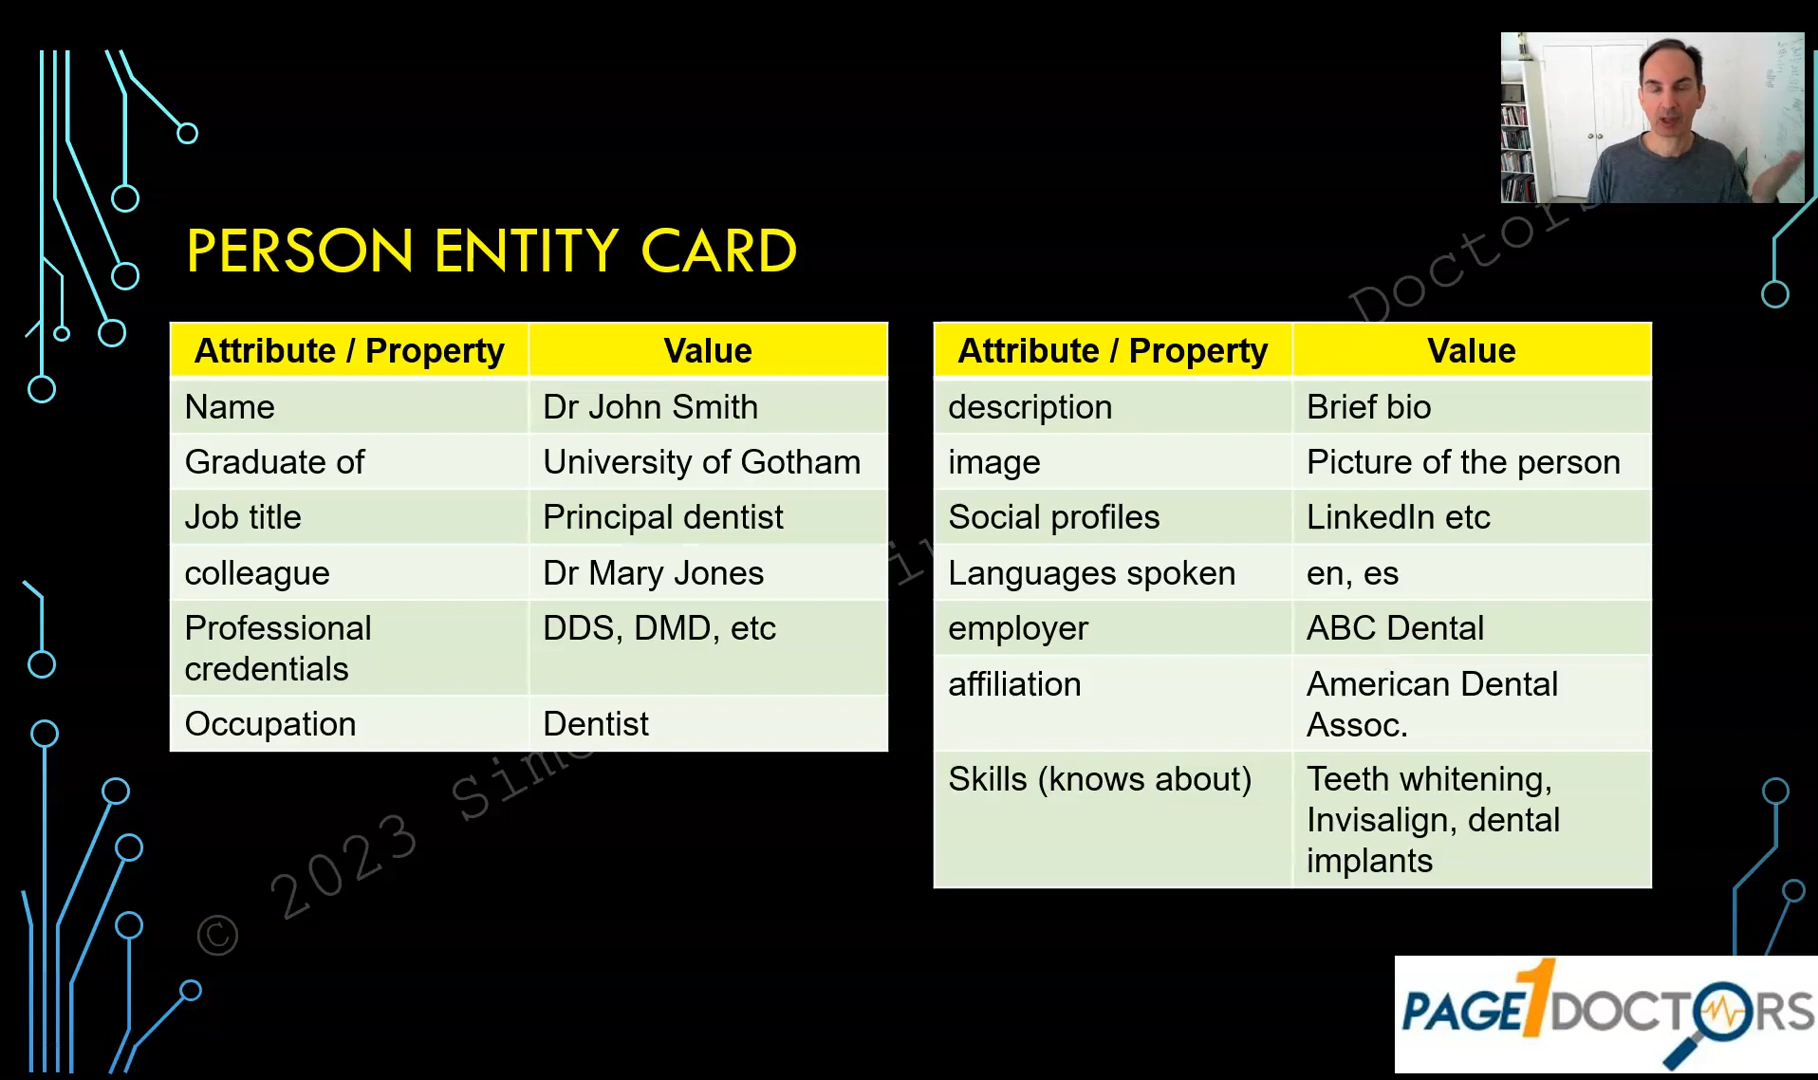 PERSON ENTITY CARD
Attribute / Property Value
Name Dr John Smith
Graduate of University of Gotham
Job title Principal dentist
colleague Dr Mary Jones
Professional DDS, DMD, etc
credentials
Occupation Dentist
Attribute / Property Value
description Brief bio
image Picture of the person
Social profiles LinkedIn etc
Languages spoken en, es
employer ABC Dental
affiliation American Dental
Assoc.
Skills (knows about) Teeth whitening,
Invisalign, dental
implants
© 2023
Doctors
PAGE1DOCTORS